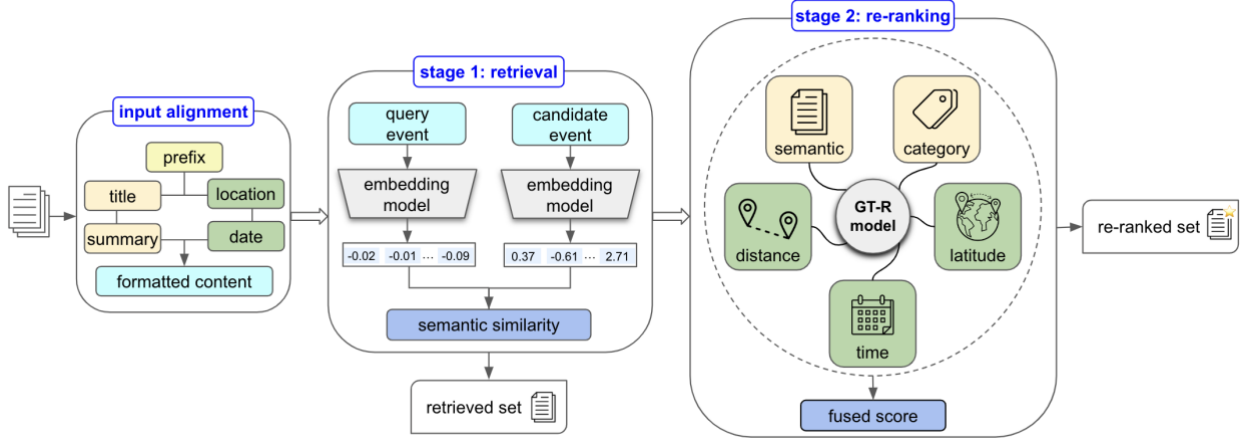 input alignment
prefix
title
location
summary
date
formatted content
stage 1: retrieval
query
event
candidate
event
embedding
model
embedding
model
-0.02 -0.01 ... -0.09
0.37 -0.61 ... 2.71
semantic similarity
retrieved set
stage 2: re-ranking
semantic
category
GT-R
model
distance
latitude
time
fused score
re-ranked set